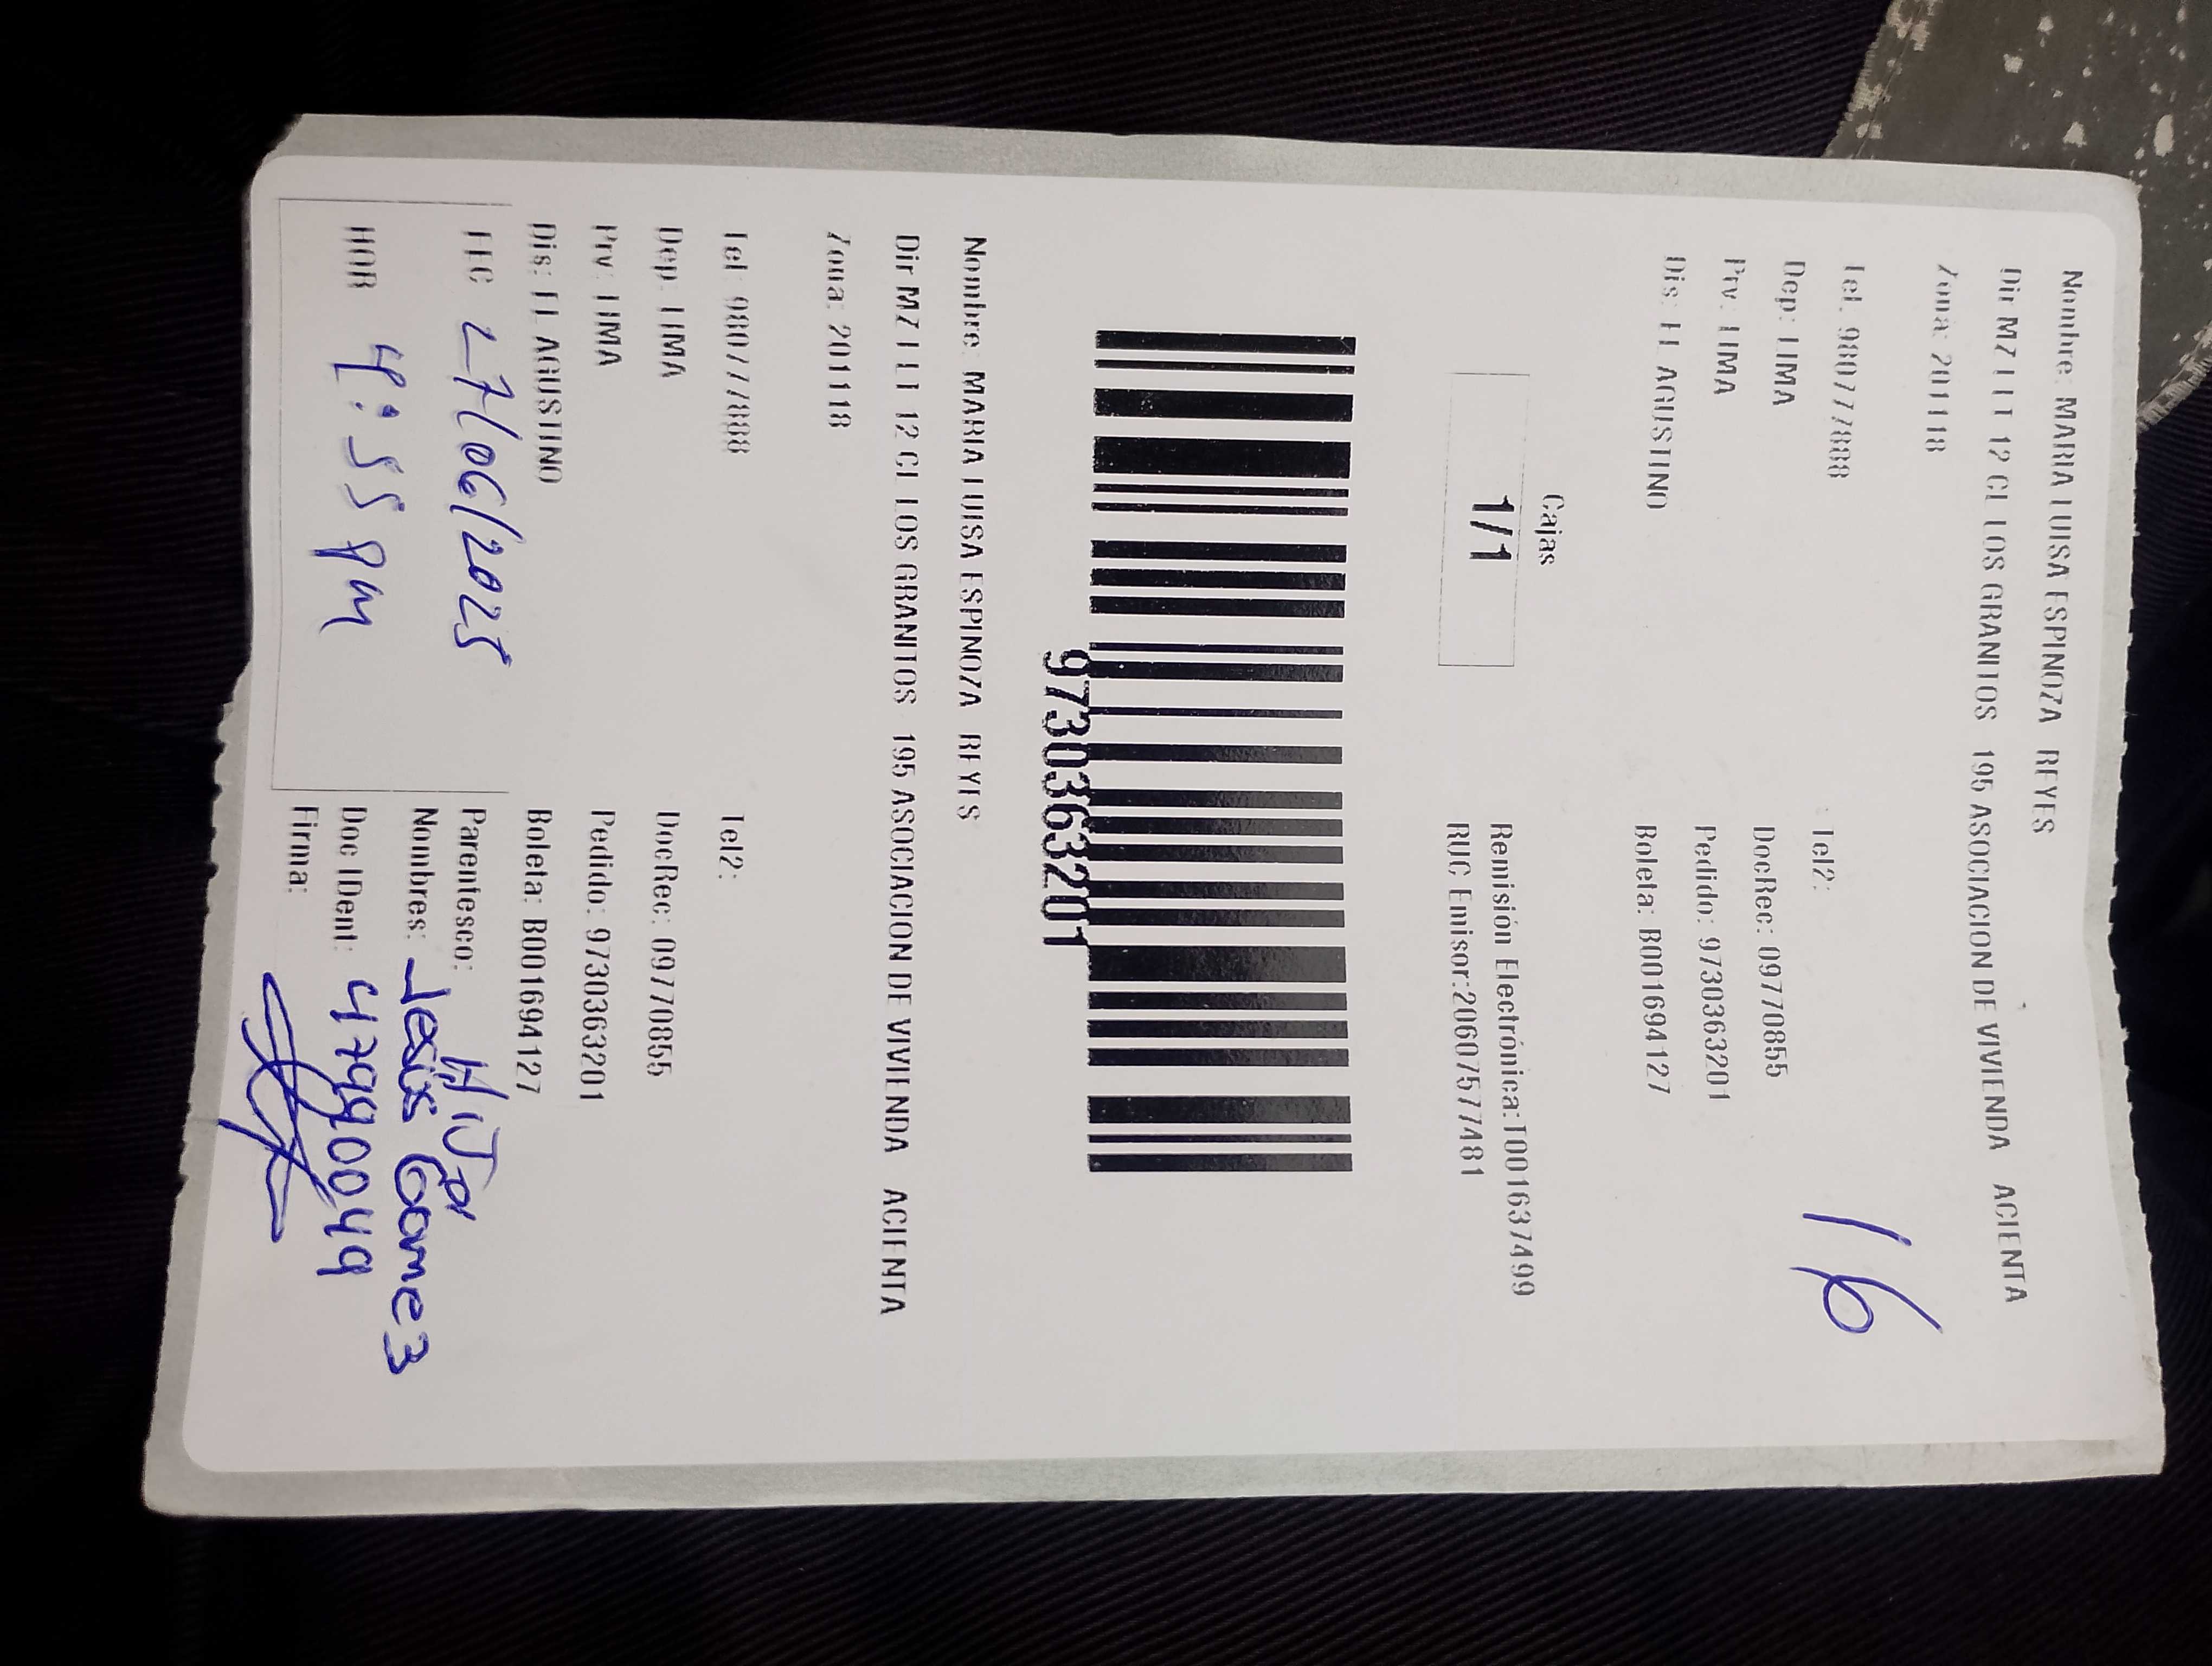 Nombre: MARIA LUISA ESPINOZA REYES
Dir MZ I LT 12 CL LOS GRANITOS 195 ASOCIACION DE VIVIENDA ACIENTA
Zona: 201118
Tel: 980777888 Tel2:
16
Dep: LIMA DocRec: 09770855
Prv: LIMA Pedido: 9730363201
Dis: EL AGUSTINO Boleta: B001694127
Cajas
1/1
Remisión Electrónica:T001637499
RUC Emisor:20607577481
9730363201
Nombre: MARIA LUISA ESPINOZA REYES
Dir MZ I LT 12 CL LOS GRANITOS 195 ASOCIACION DE VIVIENDA ACIENTA
Zona: 201118
Tel: 980777888 Tel2:
Dep: LIMA DocRec: 09770855
Prv: LIMA Pedido: 9730363201
Dis: EL AGUSTINO Boleta: B001694127
FEC 27/06/2025
HOR 4:55 pm
Parentesco: HiJo
Nombres: Jesús Gomez
Doc IDent: 47990049
Firma: